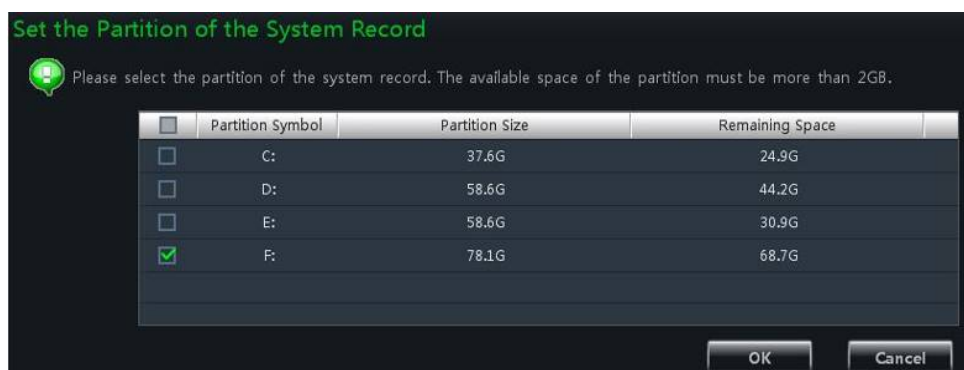 Set the Partition of the System Record
Please select the partition of the system record. The available space of the partition must be more than 2GB.
Partition Symbol Partition Size Remaining Space
C: 37.6G 24.9G
D: 58.6G 44.2G
E: 58.6G 30.9G
F: 78.1G 68.7G
OK Cancel